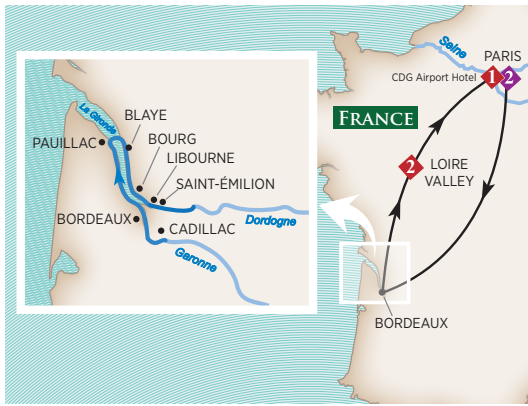 Seine
PARIS
CDG Airport Hotel
1
2
FRANCE
2
LOIRE
VALLEY
BORDEAUX
La Gironde
BLAYE
PAUILLAC
BOURG
LIBOURNE
SAINT-ÉMILION
BORDEAUX
CADILLAC
Dordogne
Garonne